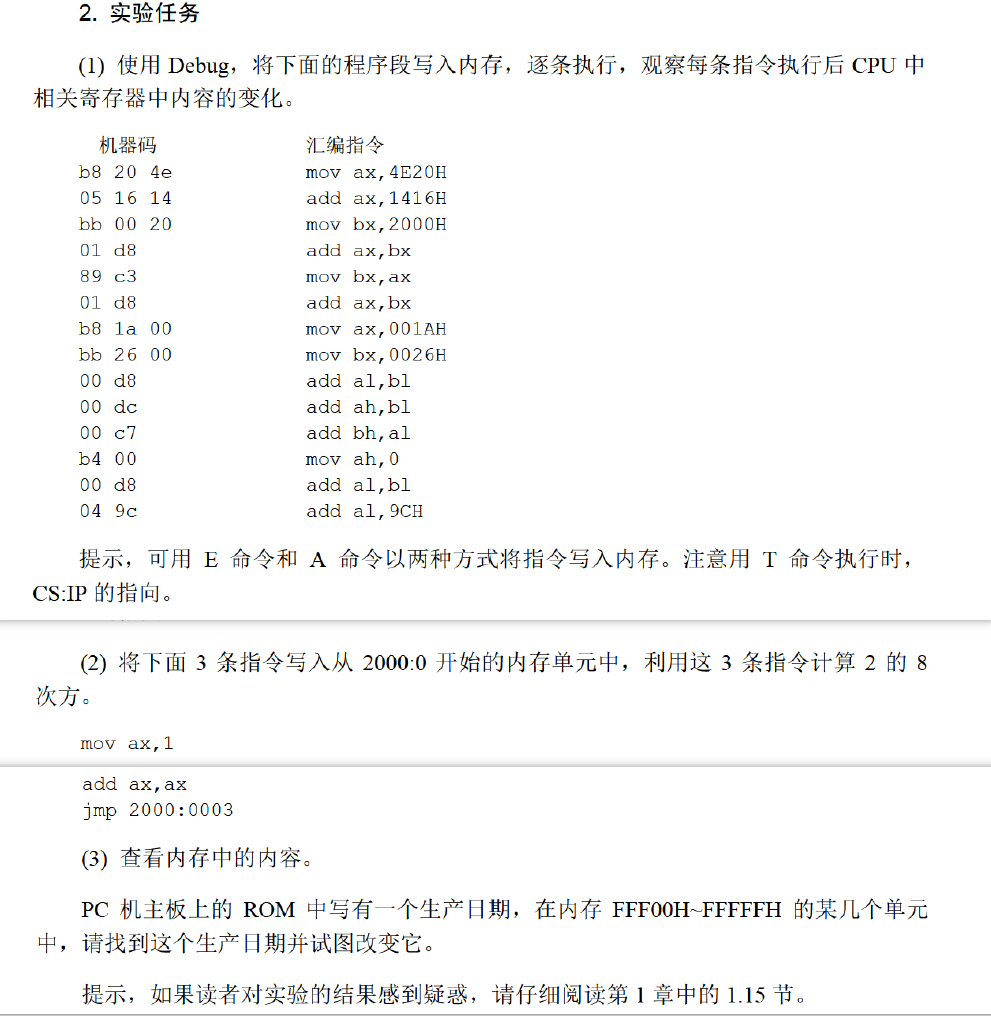 2. 实验任务
(1) 使用 Debug，将下面的程序段写入内存，逐条执行，观察每条指令执行后 CPU 中
相关寄存器中内容的变化。
机器码 汇编指令
b8 20 4e mov ax,4E20H
05 16 14 add ax,1416H
bb 00 20 mov bx,2000H
01 d8 add ax,bx
89 c3 mov bx,ax
01 d8 add ax,bx
b8 1a 00 mov ax,001AH
bb 26 00 mov bx,0026H
00 d8 add al,bl
00 dc add ah,bl
00 c7 add bh,al
b4 00 mov ah,0
00 d8 add al,bl
04 9c add al,9CH
提示，可用 E 命令和 A 命令以两种方式将指令写入内存。注意用 T 命令执行时，
CS:IP 的指向。
(2) 将下面 3 条指令写入从 2000:0 开始的内存单元中，利用这 3 条指令计算 2 的 8
次方。
mov ax,1
add ax,ax
jmp 2000:0003
(3) 查看内存中的内容。
PC 机主板上的 ROM 中写有一个生产日期，在内存 FFF00H~FFFFFH 的某几个单元
中，请找到这个生产日期并试图改变它。
提示，如果读者对实验的结果感到疑惑，请仔细阅读第 1 章中的 1.15 节。